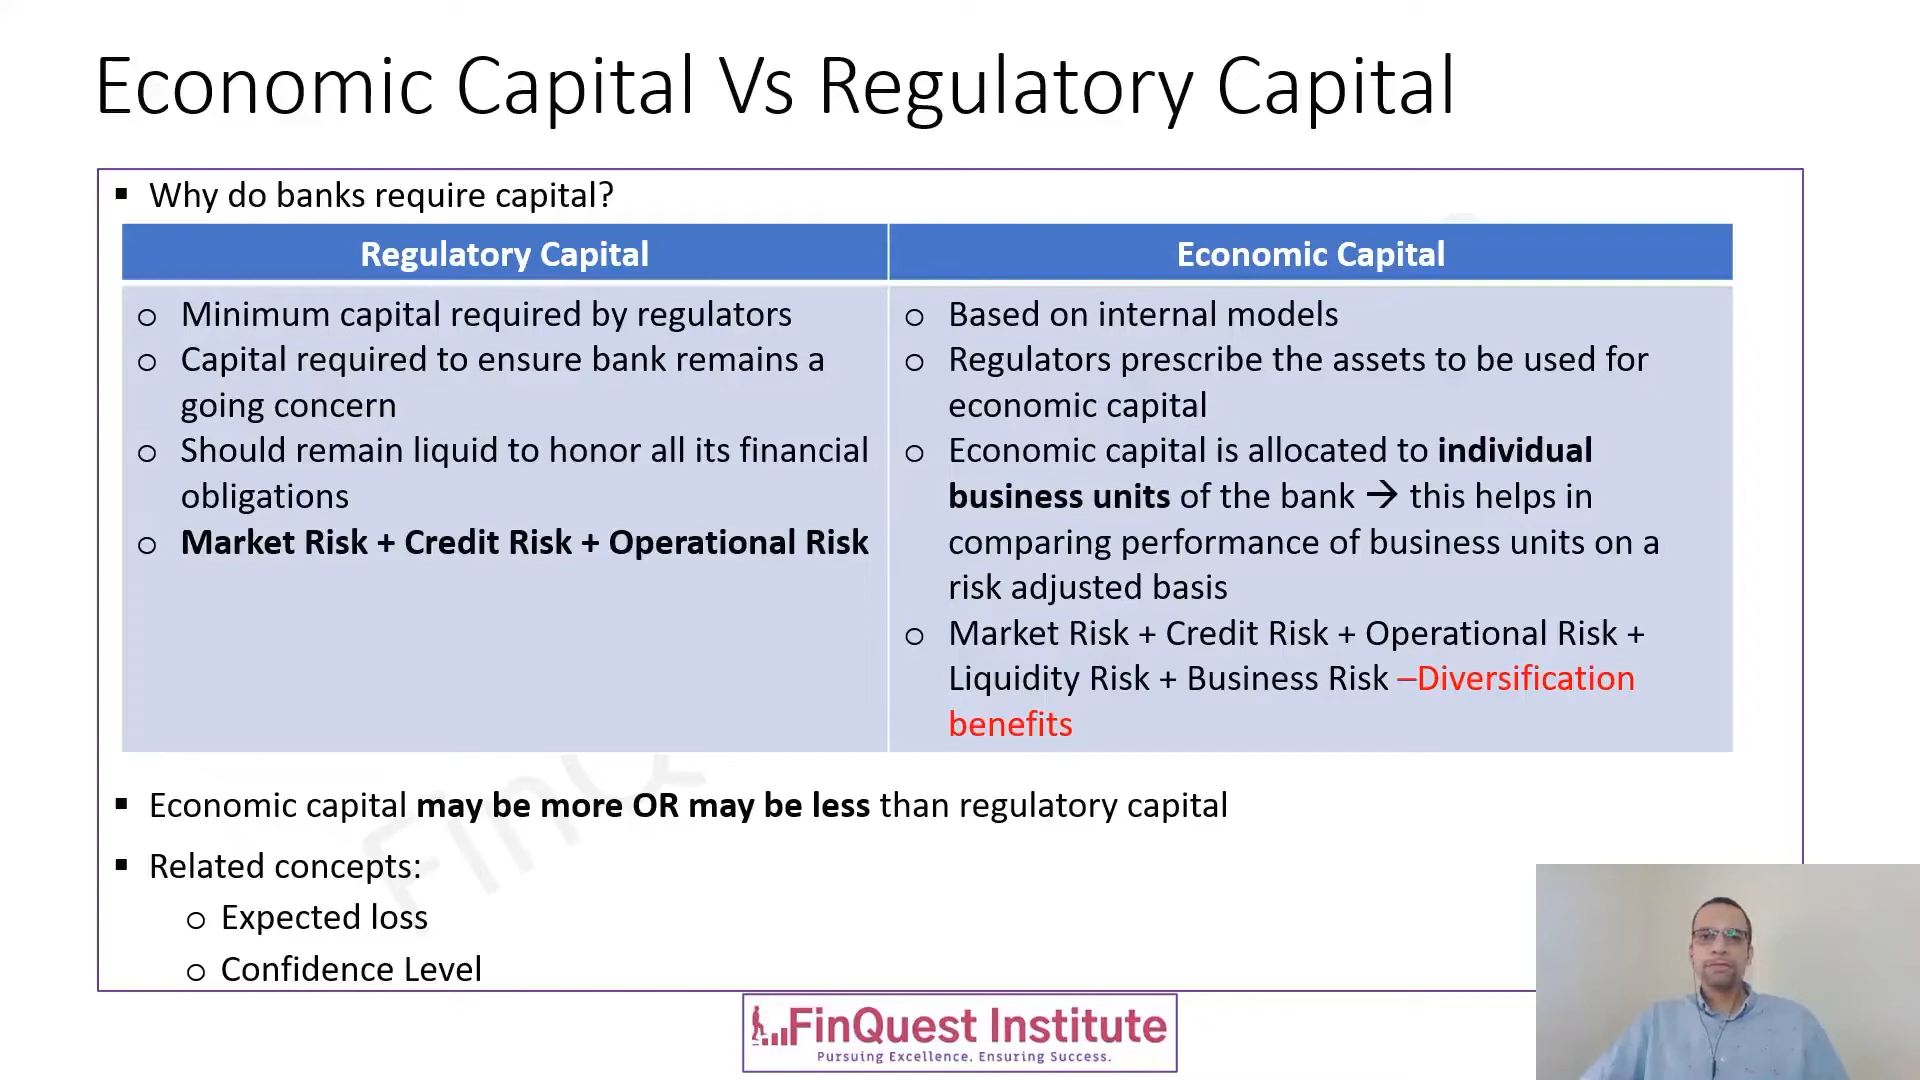 Economic Capital Vs Regulatory Capital
▪ Why do banks require capital?
Regulatory Capital
o Minimum capital required by regulators
o Capital required to ensure bank remains a
going concern
o Should remain liquid to honor all its financial
obligations
o Market Risk + Credit Risk + Operational Risk
Economic Capital
o Based on internal models
o Regulators prescribe the assets to be used for
economic capital
o Economic capital is allocated to individual
business units of the bank → this helps in
comparing performance of business units on a
risk adjusted basis
o Market Risk + Credit Risk + Operational Risk +
Liquidity Risk + Business Risk –Diversification
benefits
▪ Economic capital may be more OR may be less than regulatory capital
▪ Related concepts:
o Expected loss
o Confidence Level
FinQuest Institute
Pursuing Excellence. Ensuring Success.